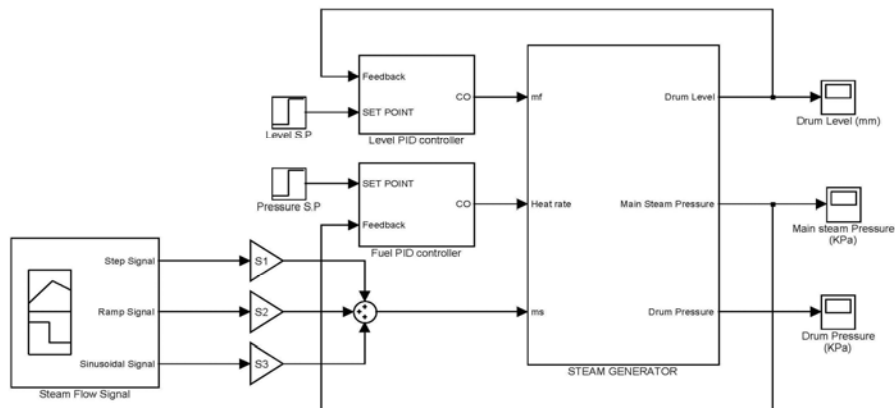 Feedback
CO
SET POINT
Level S.P
Level PID controller
SET POINT
CO
Feedback
Pressure S.P
Fuel PID controller
mf
Drum Level
Heat rate
Main Steam Pressure
ms
Drum Pressure
STEAM GENERATOR
Drum Level (mm)
Main steam Pressure
(KPa)
Drum Pressure
(KPa)
Step Signal
Ramp Signal
Sinusoidal Signal
Steam Flow Signal
S1
S2
S3